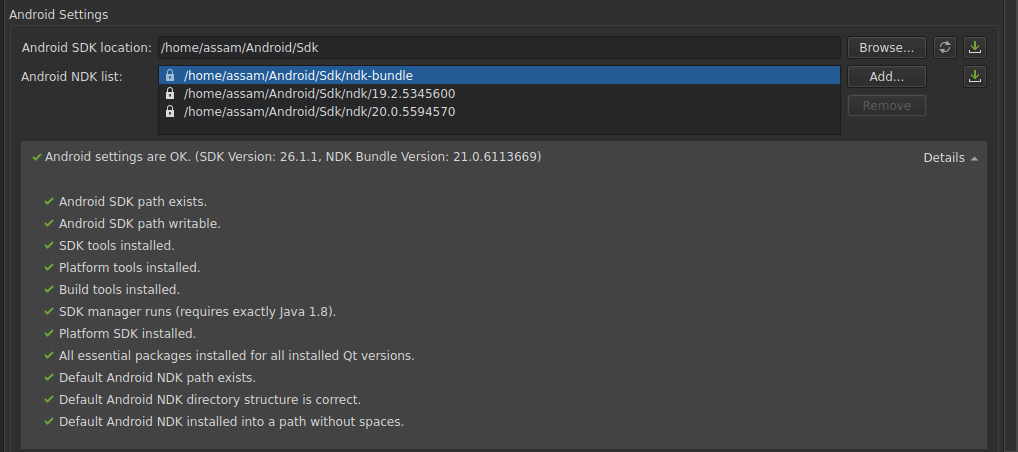 Android Settings
Android SDK location: /home/assam/Android/Sdk Browse...
Android NDK list: /home/assam/Android/Sdk/ndk-bundle Add...
/home/assam/Android/Sdk/ndk/19.2.5345600
/home/assam/Android/Sdk/ndk/20.0.5594570 Remove
Android settings are OK. (SDK Version: 26.1.1, NDK Bundle Version: 21.0.6113669) Details
Android SDK path exists.
Android SDK path writable.
SDK tools installed.
Platform tools installed.
Build tools installed.
SDK manager runs (requires exactly Java 1.8).
Platform SDK installed.
All essential packages installed for all installed Qt versions.
Default Android NDK path exists.
Default Android NDK directory structure is correct.
Default Android NDK installed into a path without spaces.